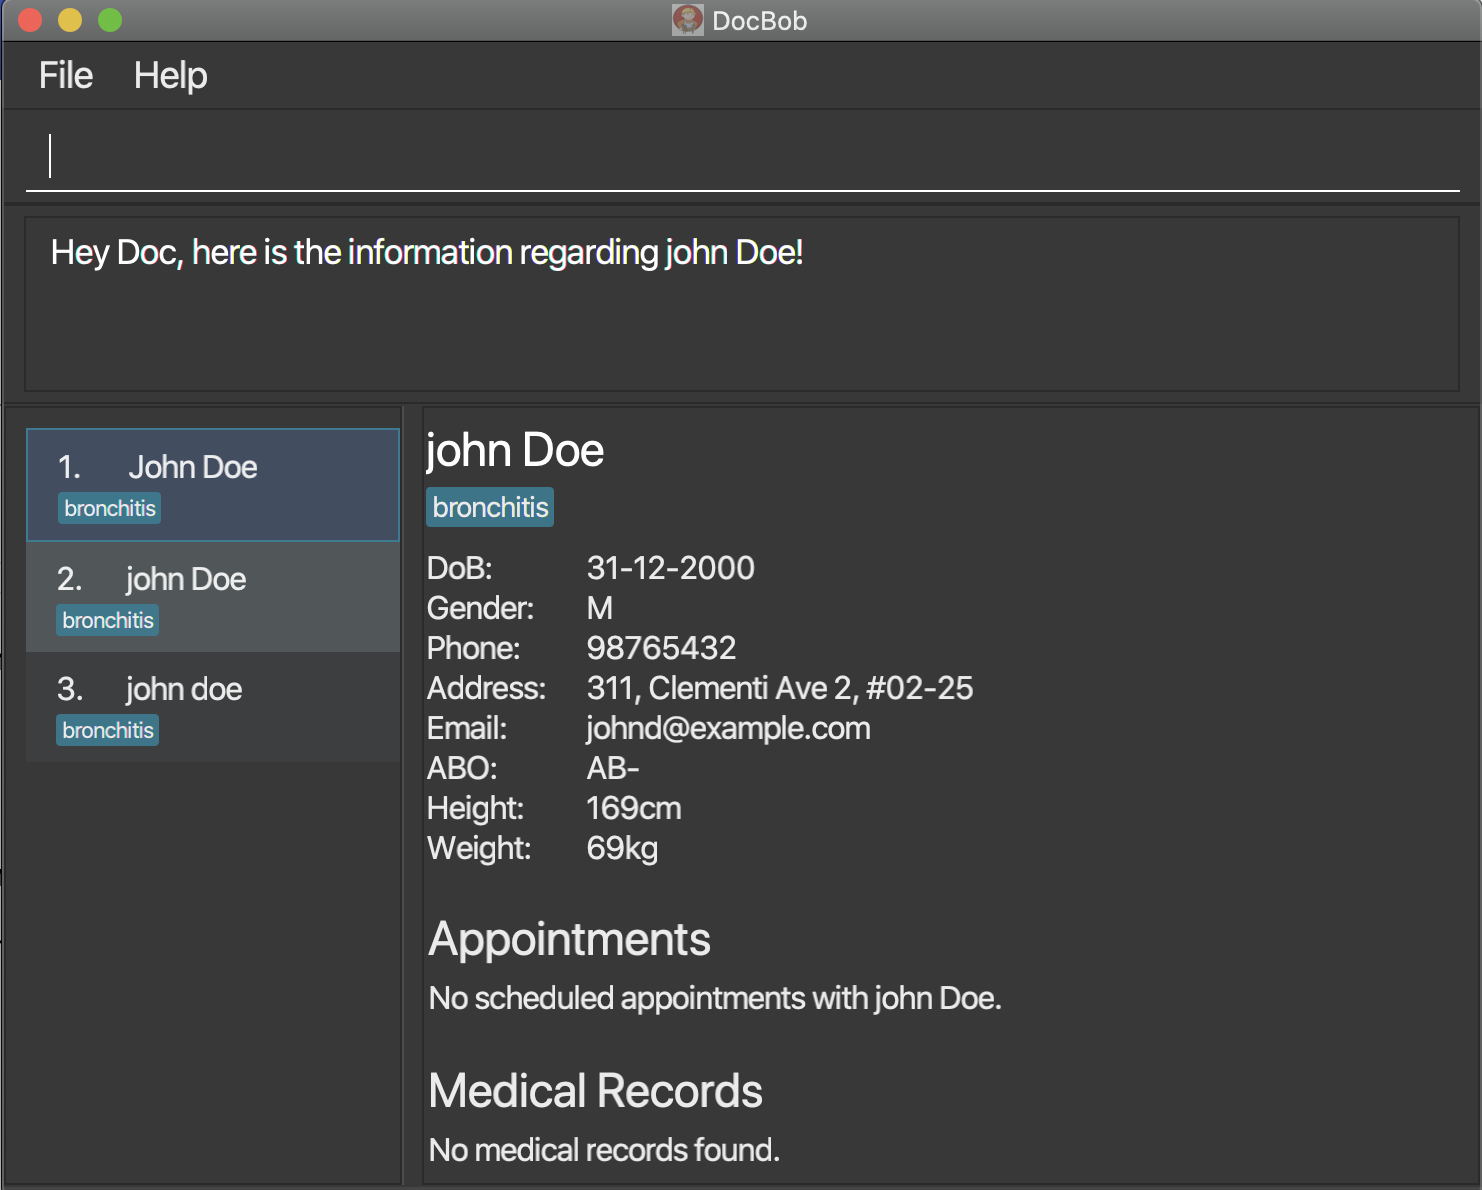 DocBob
File Help
Hey Doc, here is the information regarding john Doe!
1. John Doe
bronchitis
2. john Doe
bronchitis
3. john doe
bronchitis
john Doe
bronchitis
DoB: 31-12-2000
Gender: M
Phone: 98765432
Address: 311, Clementi Ave 2, #02-25
Email: johnd@example.com
ABO: AB-
Height: 169cm
Weight: 69kg
Appointments
No scheduled appointments with john Doe.
Medical Records
No medical records found.